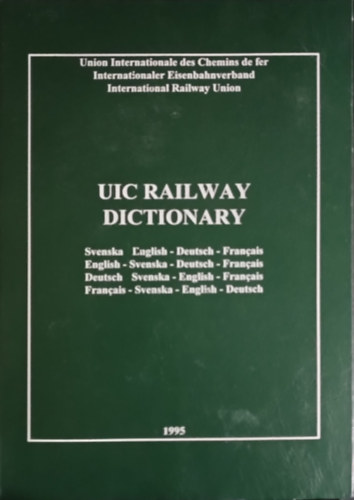 Union Internationale des Chemins de fer
Internationaler Eisenbahnverband
International Railway Union
UIC RAILWAY
DICTIONARY
Svenska English - Deutsch - Français
English - Svenska - Deutsch - Français
Deutsch Svenska - English - Français
Français - Svenska - English - Deutsch
1995